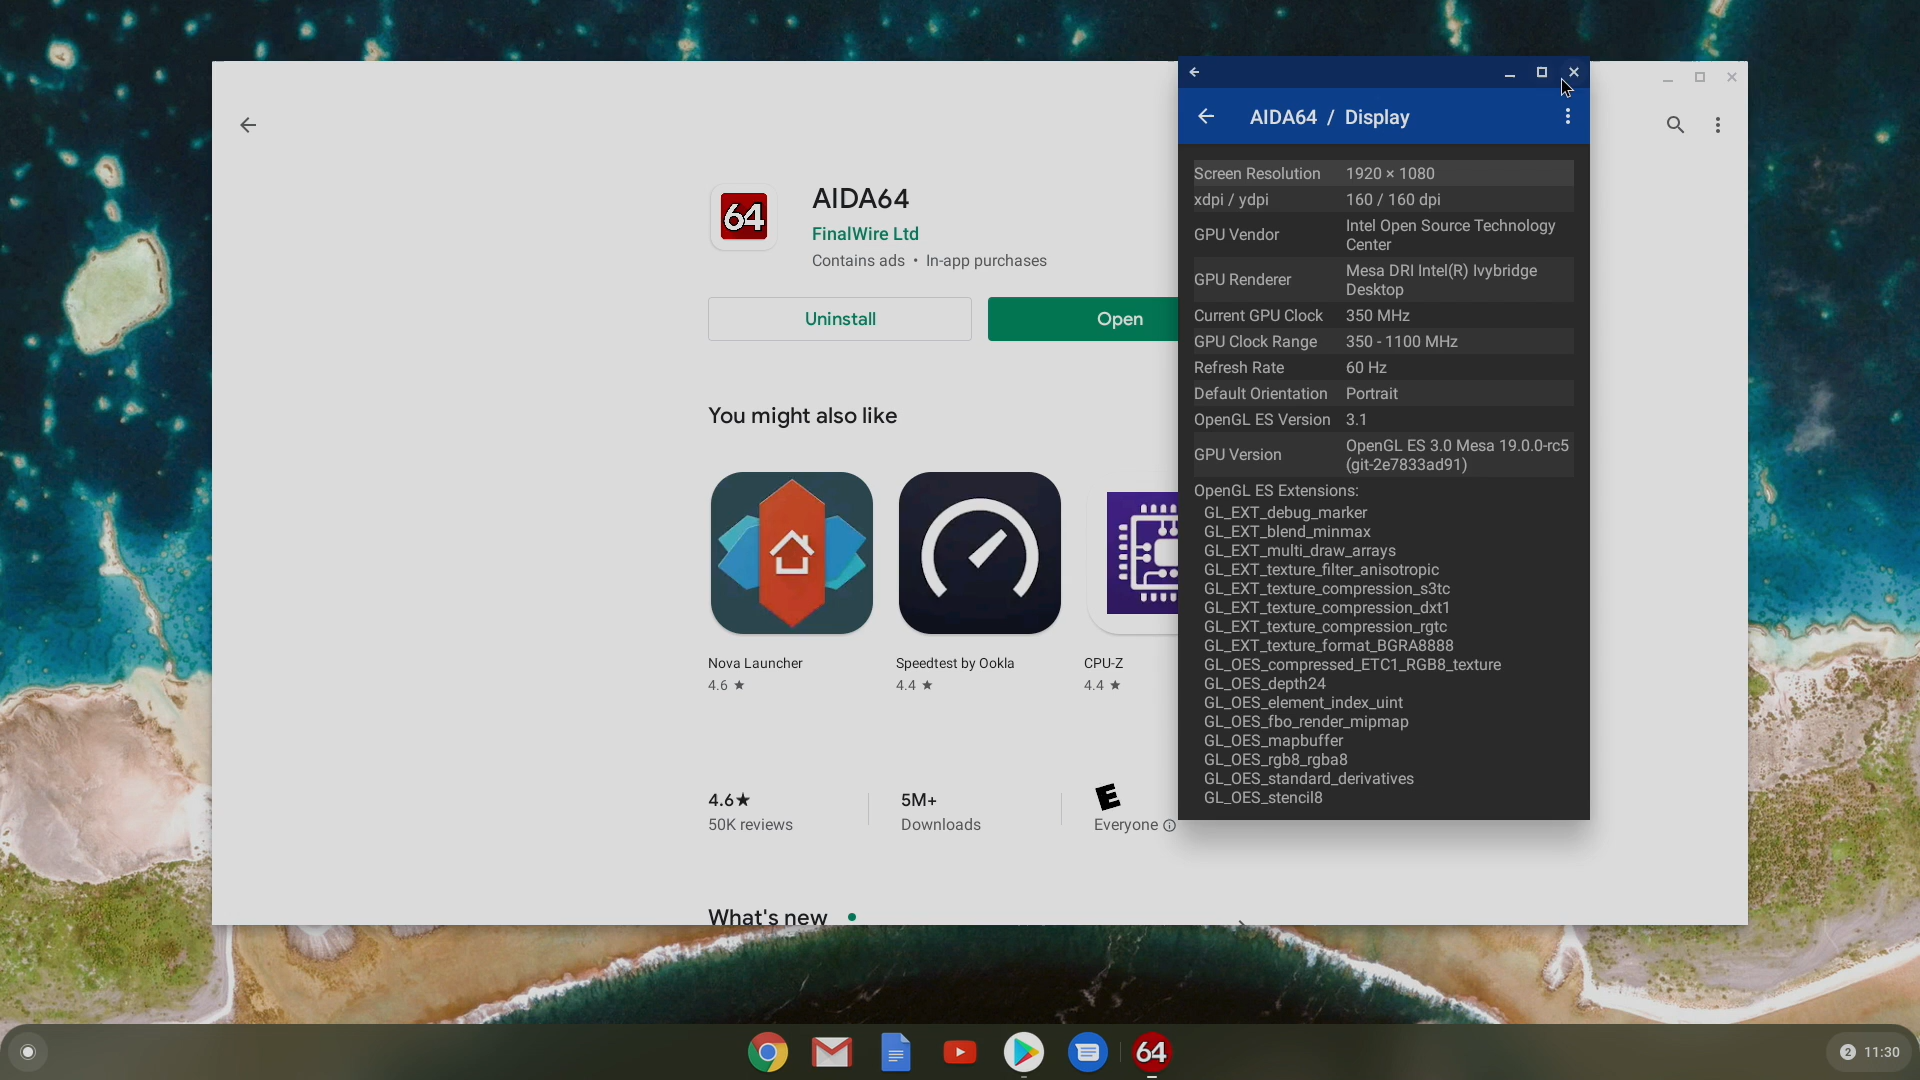 AIDA64 / Display
Screen Resolution 1920 × 1080
xdpi / ydpi 160 / 160 dpi
GPU Vendor Intel Open Source Technology
Center
GPU Renderer Mesa DRI Intel(R) Ivybridge
Desktop
Current GPU Clock 350 MHz
GPU Clock Range 350 - 1100 MHz
Refresh Rate 60 Hz
Default Orientation Portrait
OpenGL ES Version 3.1
GPU Version OpenGL ES 3.0 Mesa 19.0.0-rc5
(git-2e7833ad91)
OpenGL ES Extensions:
GL_EXT_debug_marker
GL_EXT_blend_minmax
GL_EXT_multi_draw_arrays
GL_EXT_texture_filter_anisotropic
GL_EXT_texture_compression_s3tc
GL_EXT_texture_compression_dxt1
GL_EXT_texture_compression_rgtc
GL_EXT_texture_format_BGRA8888
GL_OES_compressed_ETC1_RGB8_texture
GL_OES_depth24
GL_OES_element_index_uint
GL_OES_fbo_render_mipmap
GL_OES_mapbuffer
GL_OES_rgb8_rgba8
GL_OES_standard_derivatives
GL_OES_stencil8
64
AIDA64
FinalWire Ltd
Contains ads • In-app purchases
Uninstall
Open
You might also like
Nova Launcher
4.6 ★
Speedtest by Ookla
4.4 ★
CPU-Z
4.4 ★
4.6★
50K reviews
5M+
Downloads
E
Everyone
What's new
64
2 11:30